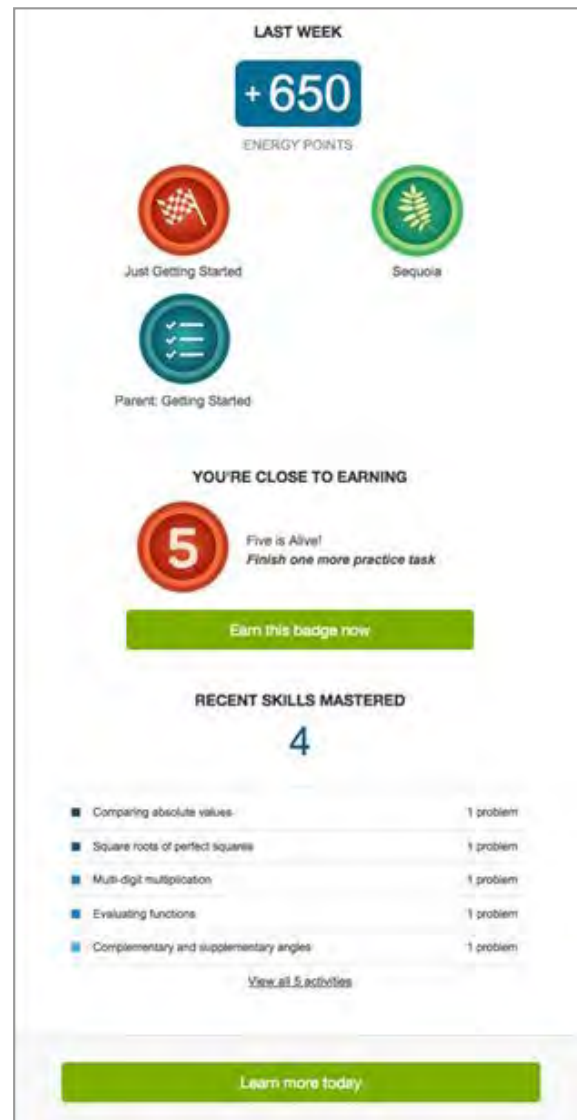 LAST WEEK
+650
ENERGY POINTS
Just Getting Started
Sequoia
Parent: Getting Started
YOU'RE CLOSE TO EARNING
5
Five is Alive!
Finish one more practice task
Earn this badge now
RECENT SKILLS MASTERED
4
Comparing absolute values 1 problem
Square roots of perfect squares 1 problem
Multi-digit multiplication 1 problem
Evaluating functions 1 problem
Complementary and supplementary angles 1 problem
View all 5 activities
Learn more today